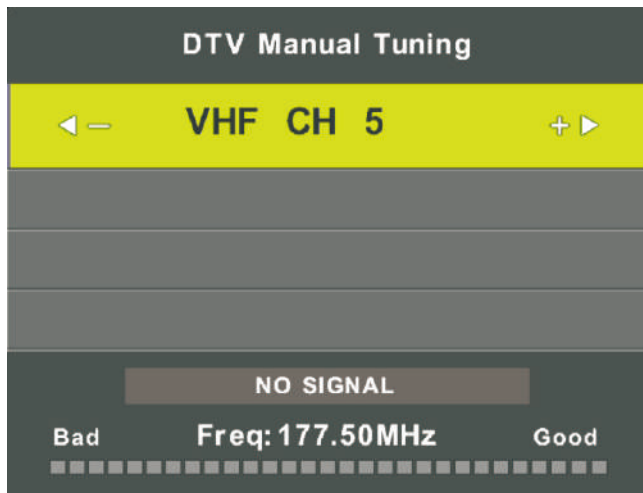 DTV Manual Tuning
— VHF CH 5 +
NO SIGNAL
Bad Freq: 177.50MHz Good